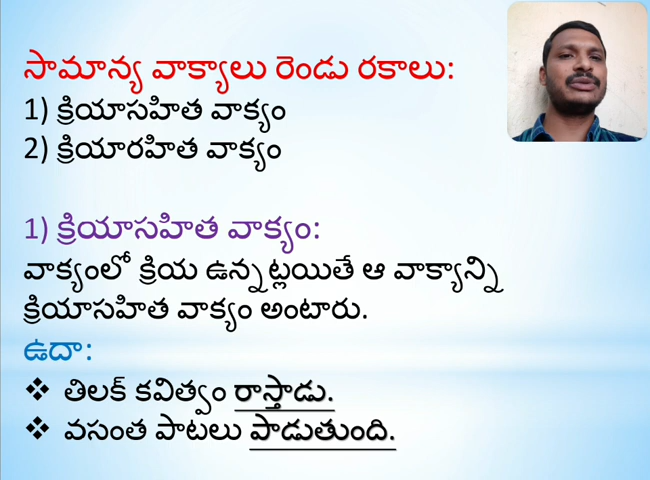 సామాన్య వాక్యాలు రెండు రకాలు:
1) క్రియాసహిత వాక్యం
2) క్రియారహిత వాక్యం
1) క్రియాసహిత వాక్యం:
వాక్యంలో క్రియ ఉన్నట్లయితే ఆ వాక్యాన్ని
క్రియాసహిత వాక్యం అంటారు.
ఉదా:
❖ తిలక్ కవిత్వం రాస్తాడు.
❖ వసంత పాటలు పాడుతుంది.